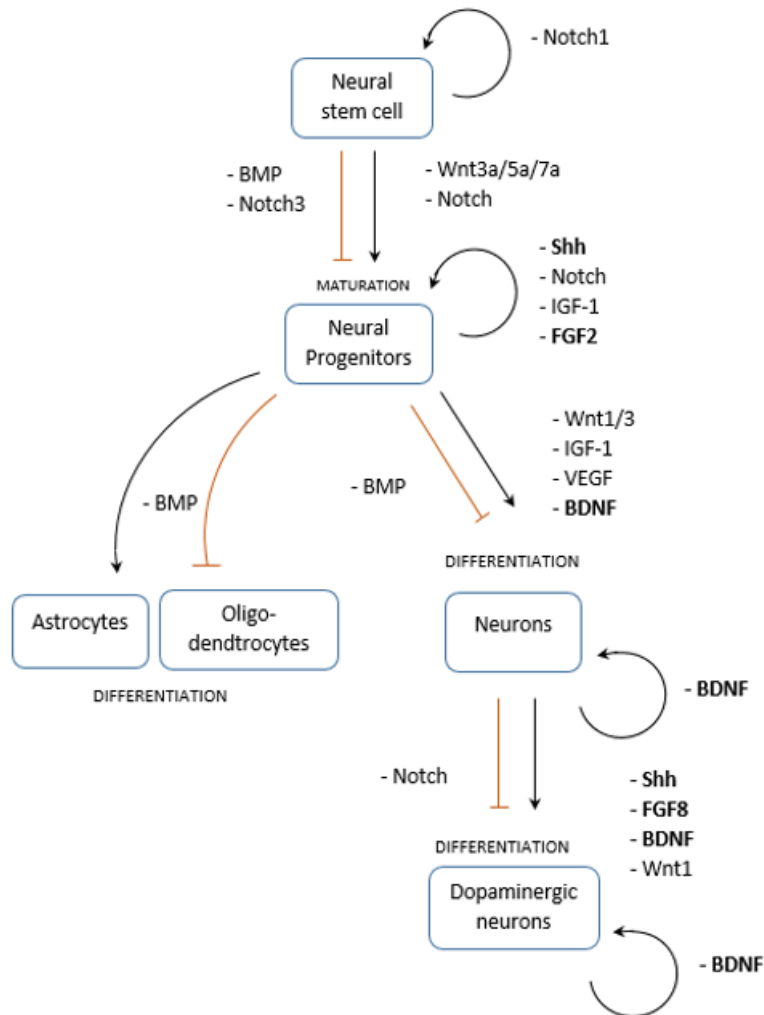 - Notch1
Neural
stem cell
- BMP
- Notch3
- Wnt3a/5a/7a
- Notch
- Shh
- Notch
- IGF-1
- FGF2
MATURATION
Neural
Progenitors
- Wnt1/3
- IGF-1
- VEGF
- BDNF
- BMP
- BMP
DIFFERENTIATION
Astrocytes
Oligo-
dendtrocytes
DIFFERENTIATION
Neurons
- BDNF
- Notch
- Shh
- FGF8
- BDNF
- Wnt1
DIFFERENTIATION
Dopaminergic
neurons
- BDNF